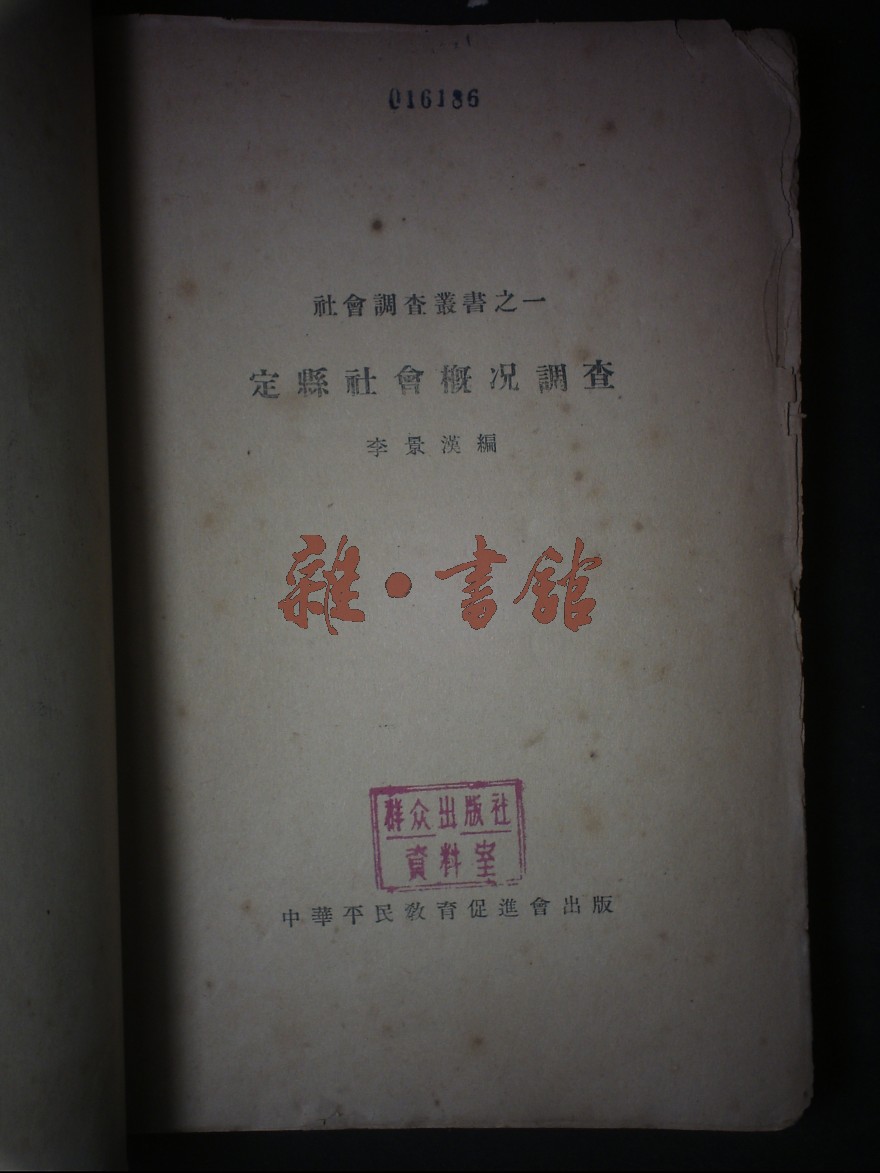 016186
社會調查叢書之一
定縣社會概况調查
李景漢編
雜·書館
群众出版社
資料室
中華平民教育促進會出版